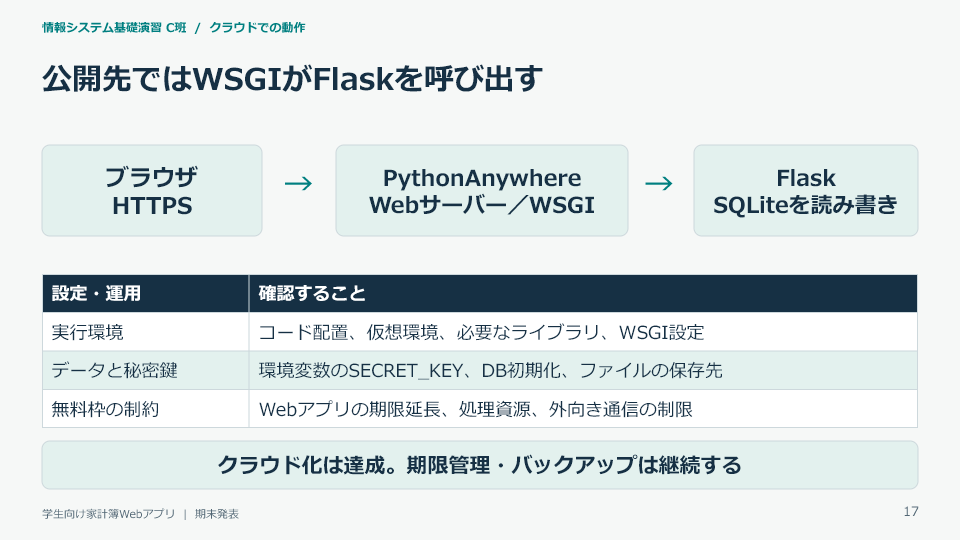 情報システム基礎演習 C班 / クラウドでの動作
公開先ではWSGIがFlaskを呼び出す
ブラウザ
HTTPS
→
PythonAnywhere
Webサーバー／WSGI
→
Flask
SQLiteを読み書き
設定・運用 確認すること
実行環境 コード配置、仮想環境、必要なライブラリ、WSGI設定
データと秘密鍵 環境変数のSECRET_KEY、DB初期化、ファイルの保存先
無料枠の制約 Webアプリの期限延長、処理資源、外向き通信の制限
クラウド化は達成。期限管理・バックアップは継続する
学生向け家計簿Webアプリ | 期末発表
17